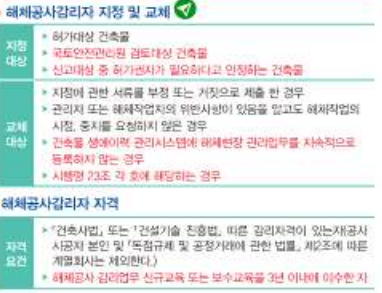 해체공사감리자 지정 및 교체
지정
대상
허가대상 건축물
국토안전관리원 검토대상 건축물
신고대상 중 허가권자가 필요하다고 인정하는 건축물
교체
대상
지정에 관한 서류를 부정 또는 거짓으로 제출 한 경우
관리자 또는 해체작업자의 위반사항이 있음을 알고도 해체작업의
시정, 중지를 요청하지 않은 경우
건축물 생애이력 관리시스템에 해체현장 관리업무를 지속적으로
등록하지 않는 경우
시행령 23조 각 호에 해당하는 경우
해체공사감리자 자격
자격
요건
「건축사법」 또는 「건설기술 진흥법」 따른 감리자격이 있는자(공사
시공자 본인 및 「독점규제 및 공정거래에 관한 법률」 제2조에 따른
계열회사는 제외한다.)
해체공사 감리업무 신규교육 또는 보수교육을 3년 이내에 이수한 자